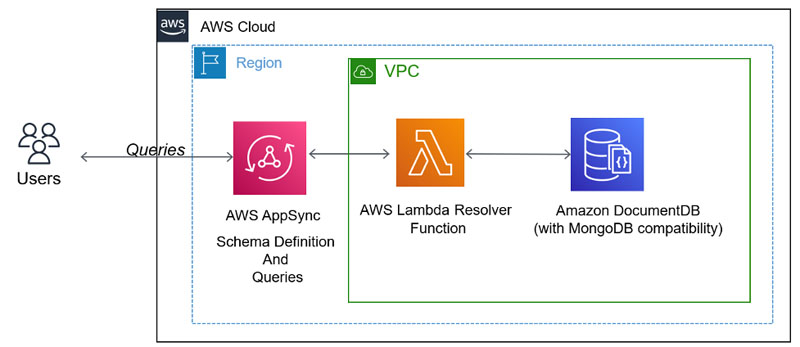 aws
AWS Cloud
Region
VPC
Queries
Users
AWS AppSync
Schema Definition
And
Queries
AWS Lambda Resolver
Function
Amazon DocumentDB
(with MongoDB compatibility)